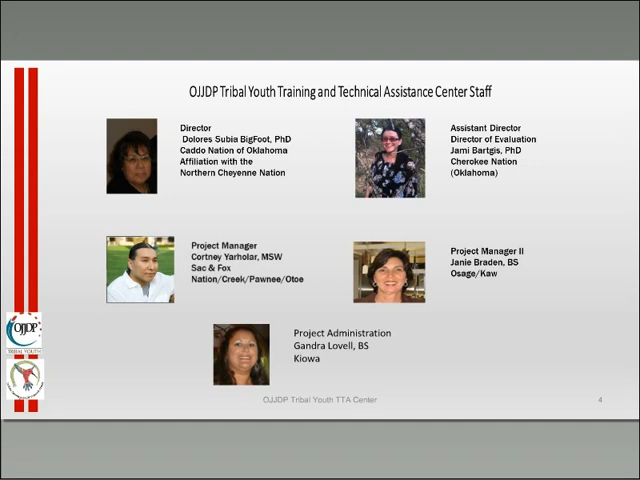 OJJDP Tribal Youth Training and Technical Assistance Center Staff
Director
Dolores Subia BigFoot, PhD
Caddo Nation of Oklahoma
Affiliation with the
Northern Cheyenne Nation
Assistant Director
Director of Evaluation
Jami Bartgis, PhD
Cherokee Nation
(Oklahoma)
Project Manager
Cortney Yarholar, MSW
Sac & Fox
Nation/Creek/Pawnee/Otoe
Project Manager II
Janie Braden, BS
Osage/Kaw
Project Administration
Gandra Lovell, BS
Kiowa
OJJDP
TRIBAL YOUTH
OJJDP Tribal Youth TTA Center
4